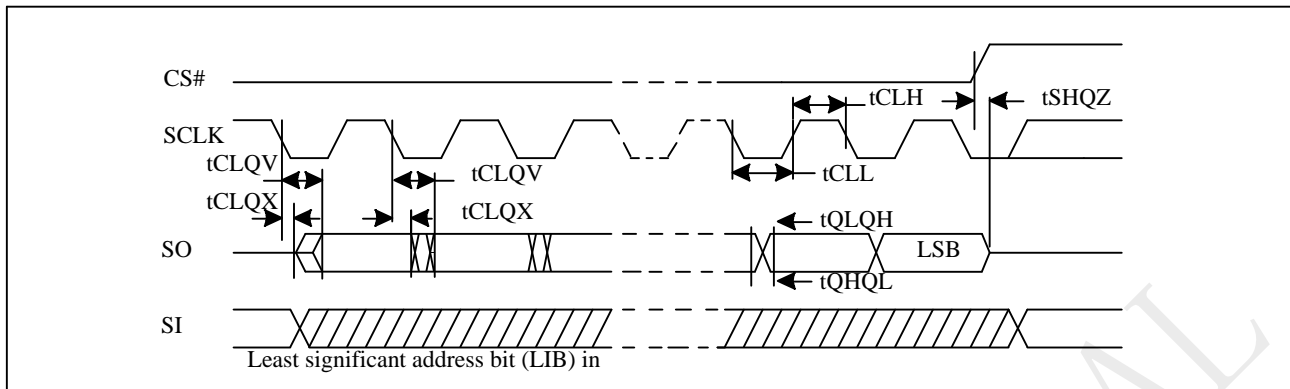 CS#
tCLH
tSHQZ
SCLK
tCLQV
tCLQV
tCLL
tCLQX
tCLQX
tQLQH
SO
LSB
tQHQL
SI
Least significant address bit (LIB) in
AL